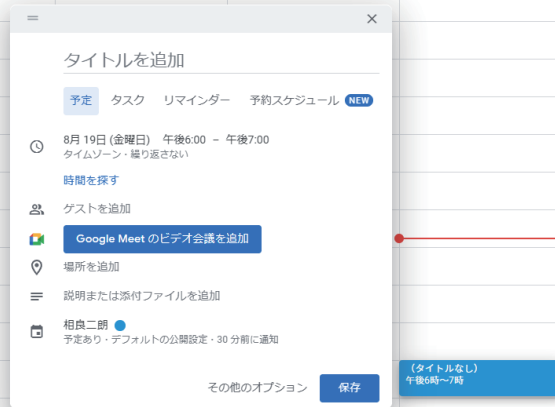 タイトルを追加
予定 タスク リマインダー 予約スケジュール NEW
8月 19日 (金曜日) 午後6:00 – 午後7:00
タイムゾーン・繰り返さない
時間を探す
ゲストを追加
Google Meet のビデオ会議を追加
場所を追加
説明または添付ファイルを追加
相良二朗
予定あり・デフォルトの公開設定・30 分前に通知
その他のオプション 保存
（タイトルなし）
午後6時～7時